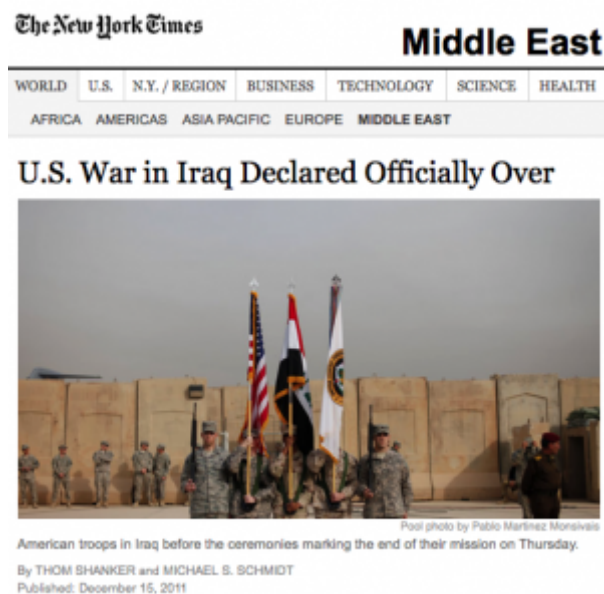 The New York Times
Middle East
WORLD U.S. N.Y. / REGION BUSINESS TECHNOLOGY SCIENCE HEALTH
AFRICA AMERICAS ASIA PACIFIC EUROPE MIDDLE EAST
U.S. War in Iraq Declared Officially Over
Pool photo by Pablo Martinez Monsivais
American troops in Iraq before the ceremonies marking the end of their mission on Thursday.
By THOM SHANKER and MICHAEL S. SCHMIDT
Published: December 15, 2011